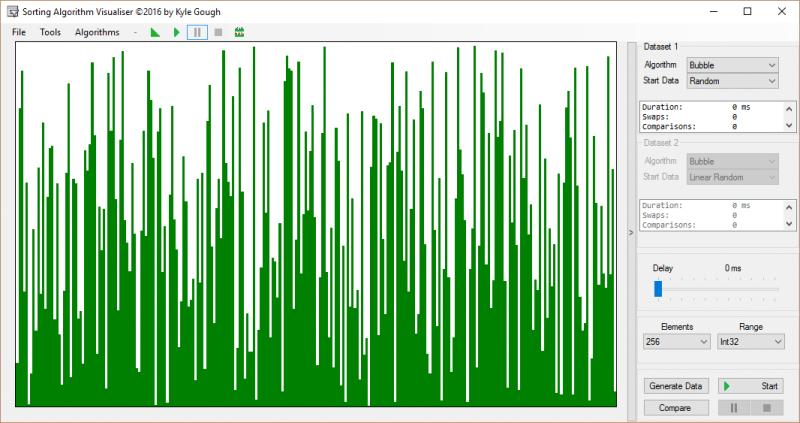 Sorting Algorithm Visualiser ©2016 by Kyle Gough
File Tools Algorithms -
Dataset 1
Algorithm Bubble
Start Data Random
Duration: 0 ms
Swaps: 0
Comparisons: 0
Dataset 2
Algorithm Bubble
Start Data Linear Random
Duration: 0 ms
Swaps: 0
Comparisons: 0
>
Delay 0 ms
Elements Range
256 Int32
Generate Data Start
Compare